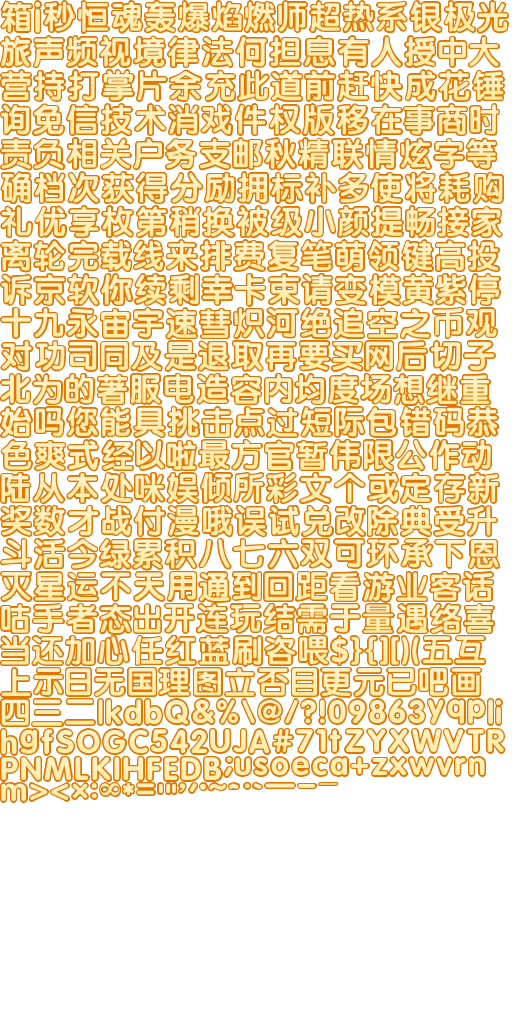 箱j秒恒魂轰爆焰燃师超热系银极光
旅声频视境律法何担息有人授中大
营持打掌片余充此道前赶快成花锤
询免信技术消戏件权版移在事商时
责负相关户务支邮秋精联情炫字等
确档次获得分励拥标补多使将耗购
礼优享枚第稍换被级小颜提畅接家
离轮完载线来排费复笔萌领键高投
诉京软你续剩幸卡束请变模黄紫停
十九永宙宇速彗炽河绝追空之币观
对功司同及是退取再要买网后切子
北为的著服电造容内均度场想继重
始吗您能具挑击点过短际包错码恭
色爽式经以啦最方官暂伟限公作动
陆从本处咪娱倾所彩文个或定存新
奖数才战付漫哦误试兑改除典受升
斗活今绿累积八七六双可环承下恩
灭星运不天用通到回距看游业客话
咕手者态出开连玩结需于量遇络喜
当还加心任红蓝刷咨喂$}{][)(五互
上示日无国理图立否目更元已吧画
四三二lkdbQ&%\@/?!09863yqpli
hgfSOGC542UJA#71tZYXWVTR
PNMLKIHFEDB;usoeca+zxwvrn
m><×:∞*="'",'·~-